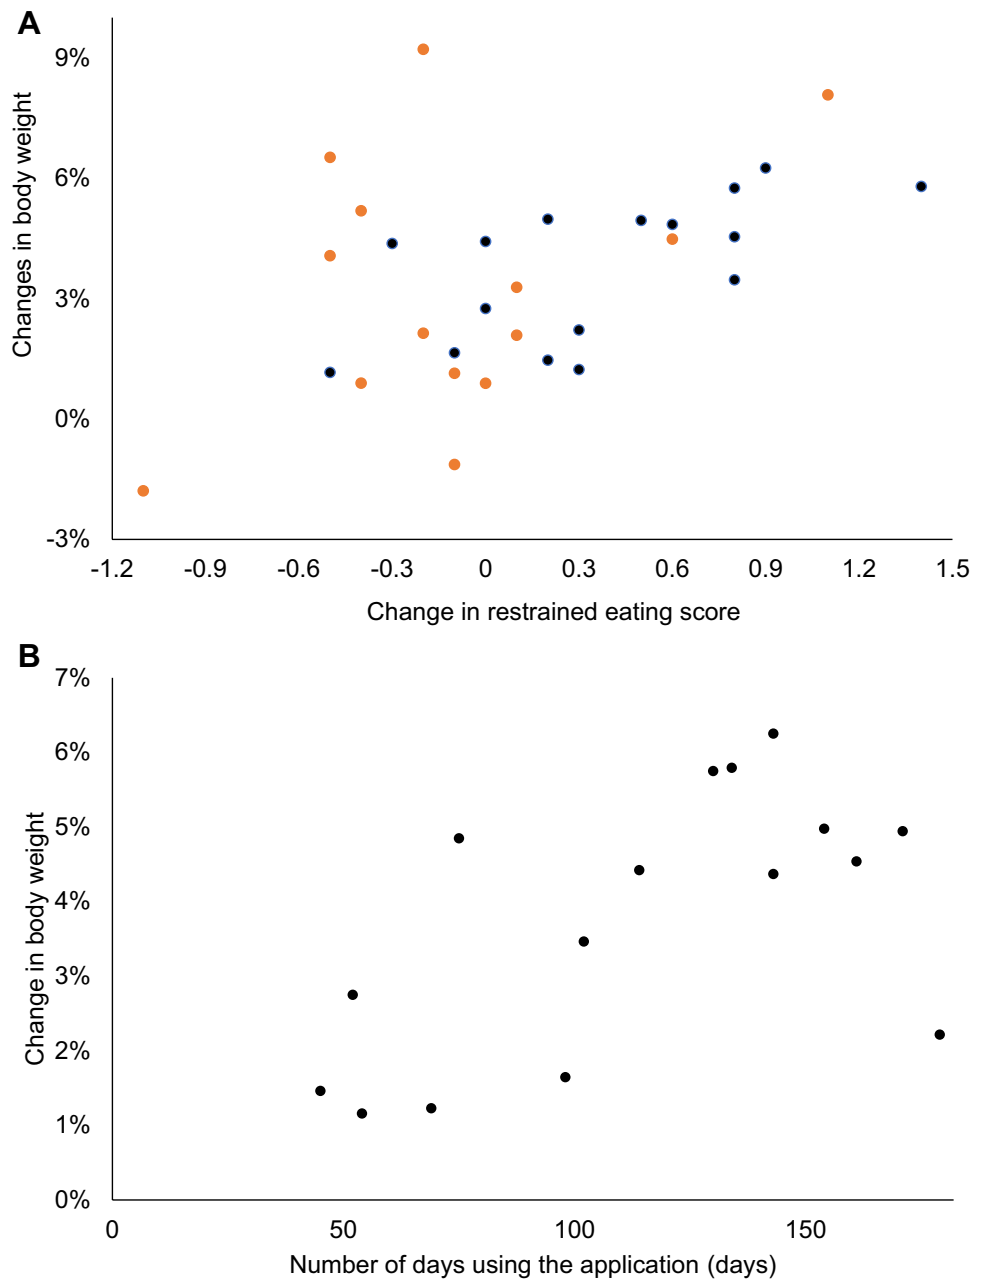 A
Changes in body weight
9%
6%
3%
0%
-3%
-1.2 -0.9 -0.6 -0.3 0 0.3 0.6 0.9 1.2 1.5
Change in restrained eating score
B
Change in body weight
7%
6%
5%
4%
3%
2%
1%
0%
0 50 100 150
Number of days using the application (days)